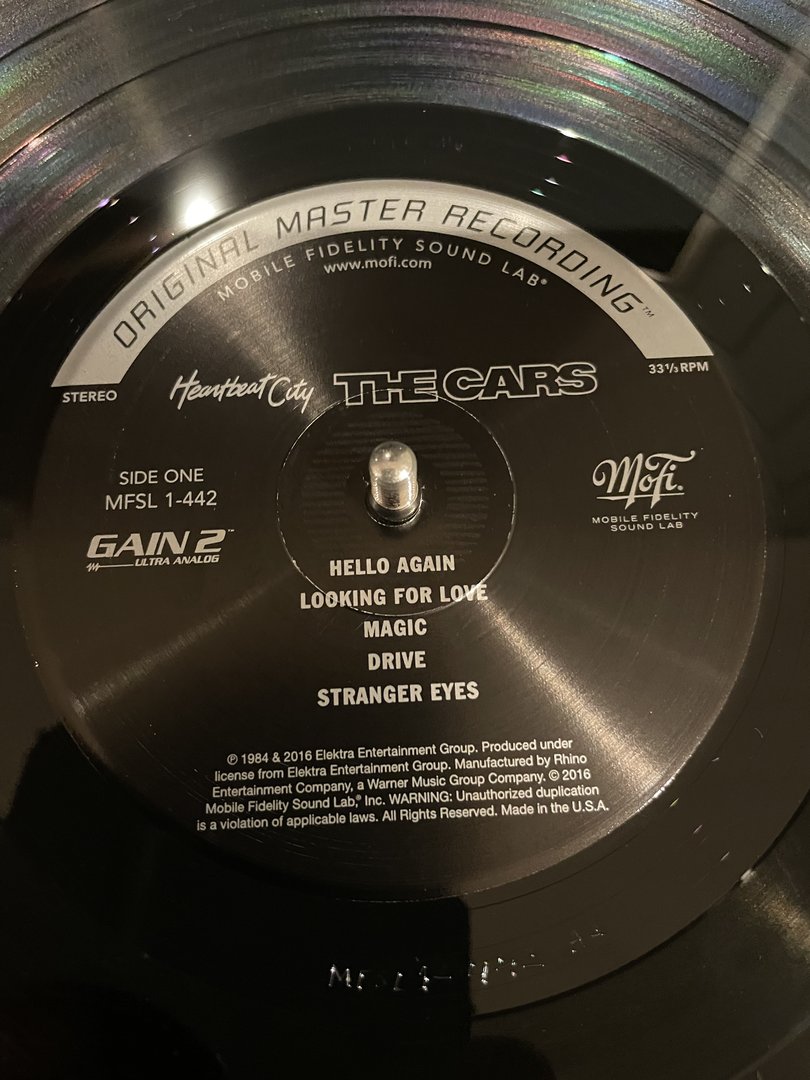 ORIGINAL MASTER RECORDING™
MOBILE FIDELITY SOUND LAB®
www.mofi.com
STEREO
33⅓ RPM
Heartbeat City THE CARS
SIDE ONE
MFSL 1-442
GAIN 2™
ULTRA ANALOG
MoFi.
MOBILE FIDELITY
SOUND LAB
HELLO AGAIN
LOOKING FOR LOVE
MAGIC
DRIVE
STRANGER EYES
℗ 1984 & 2016 Elektra Entertainment Group. Produced under
license from Elektra Entertainment Group. Manufactured by Rhino
Entertainment Company, a Warner Music Group Company. © 2016
Mobile Fidelity Sound Lab,® Inc. WARNING: Unauthorized duplication
is a violation of applicable laws. All Rights Reserved. Made in the U.S.A.